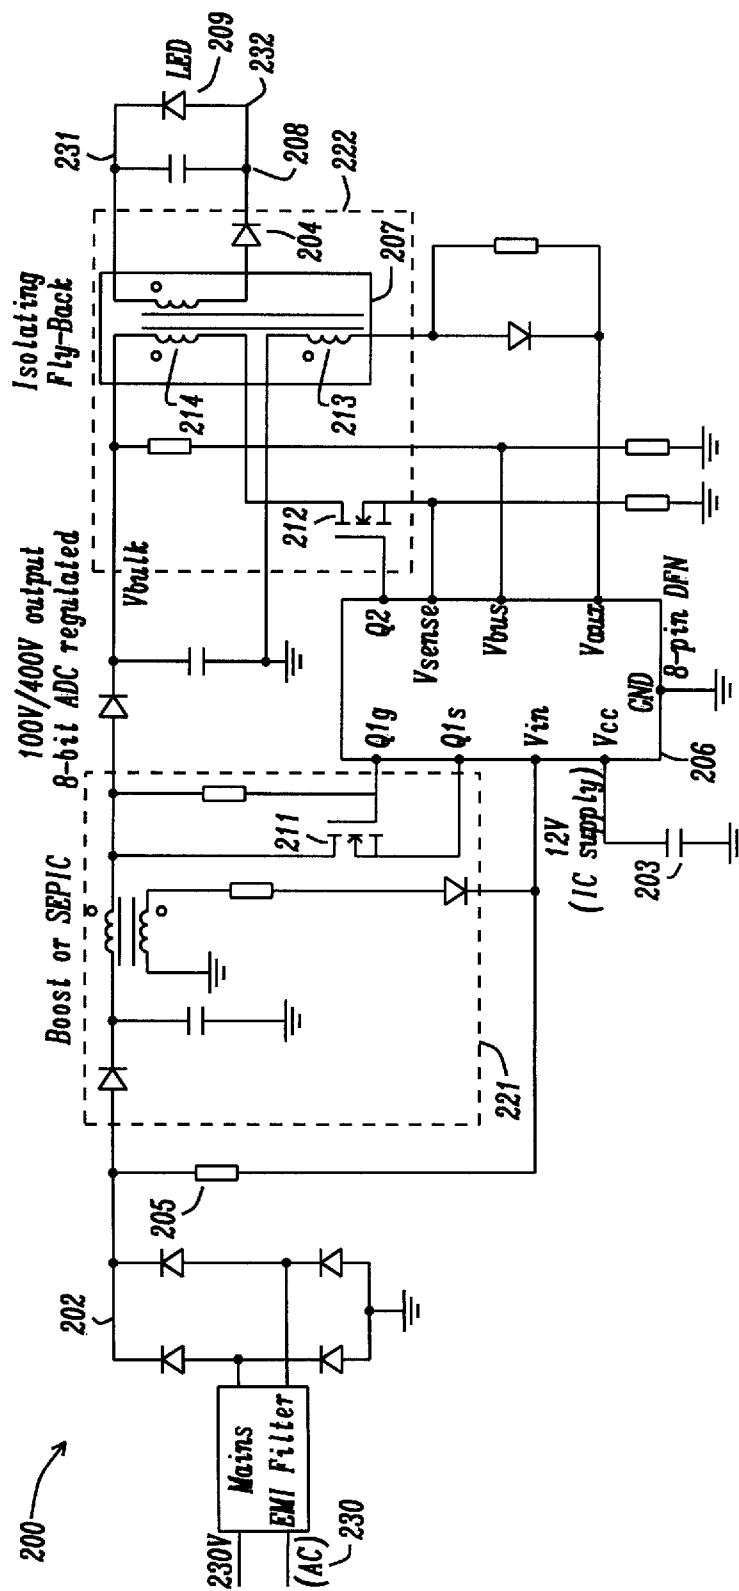 200
230V
(AC)
230
Mains
EMI Filter
202
205
Boost or SEPIC
221
211
100V/400V output
8-bit ADC regulated
Vbulk
Isolating
Fly-Back
214
213
212
207
204
222
208
231
232
LED
209
Q1g
Q1s
Vin
Vcc
GND
Q2
Vsense
Vbus
Vaux
8-pin DFN
206
12V
(IC supply)
203